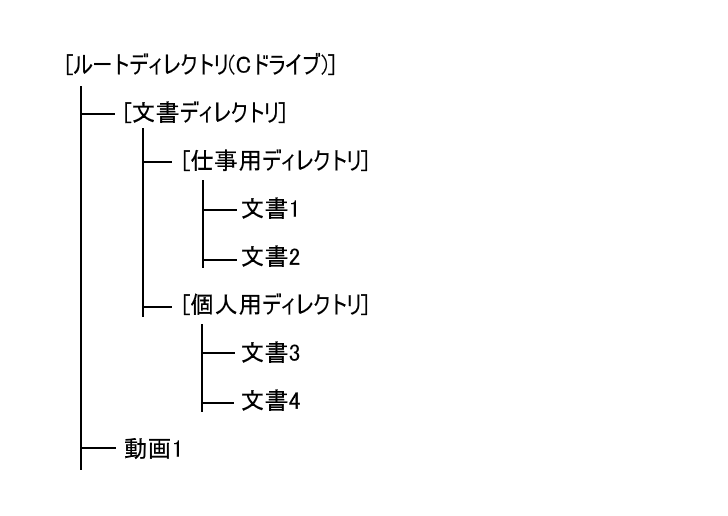 [ルートディレクトリ(Cドライブ)]
[文書ディレクトリ]
[仕事用ディレクトリ]
文書1
文書2
[個人用ディレクトリ]
文書3
文書4
動画1